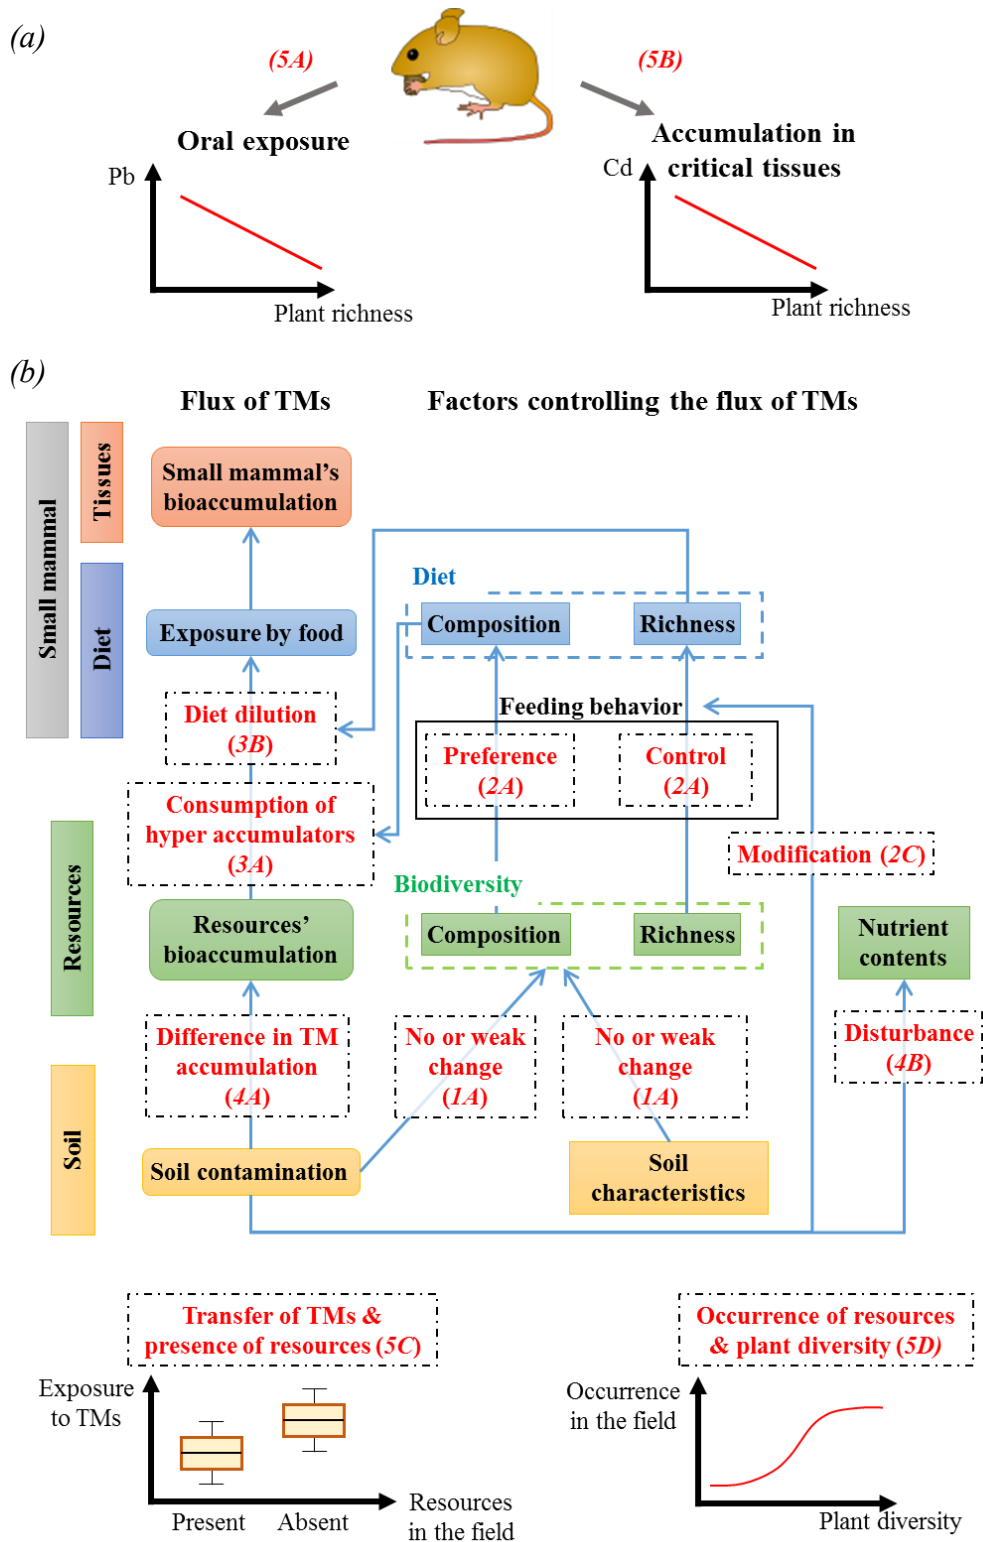 (a)
(5A)
(5B)
Oral exposure
Accumulation in
critical tissues
Pb
Plant richness
Cd
Plant richness
(b)
Flux of TMs
Factors controlling the flux of TMs
Small mammal
Tissues
Diet
Resources
Soil
Small mammal's
bioaccumulation
Diet
Exposure by food
Composition
Richness
Feeding behavior
Diet dilution
(3B)
Preference
(2A)
Control
(2A)
Consumption of
hyper accumulators
(3A)
Modification (2C)
Biodiversity
Resources'
bioaccumulation
Composition
Richness
Nutrient
contents
Difference in TM
accumulation
(4A)
No or weak
change
(1A)
No or weak
change
(1A)
Disturbance
(4B)
Soil contamination
Soil
characteristics
Transfer of TMs &
presence of resources (5C)
Exposure
to TMs
Present
Absent
Resources
in the field
Occurrence of resources
& plant diversity (5D)
Occurrence
in the field
Plant diversity